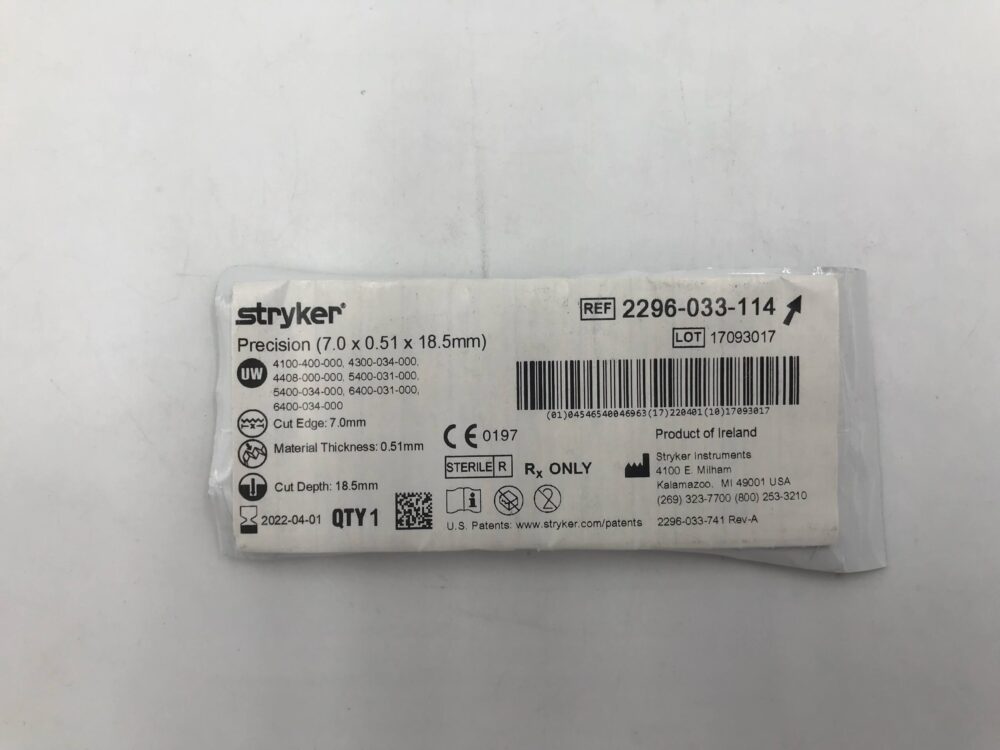 stryker®
Precision (7.0 x 0.51 x 18.5mm)
UW
4100-400-000, 4300-034-000,
4408-000-000, 5400-031-000,
5400-034-000, 6400-031-000,
6400-034-000
Cut Edge: 7.0mm
Material Thickness: 0.51mm
Cut Depth: 18.5mm
2022-04-01 QTY 1
REF 2296-033-114
LOT 17093017
(01)04546540046963(17)220401(10)17093017
CE 0197
STERILE R Rx ONLY
U.S. Patents: www.stryker.com/patents
Product of Ireland
Stryker Instruments
4100 E. Milham
Kalamazoo, MI 49001 USA
(269) 323-7700 (800) 253-3210
2296-033-741 Rev-A